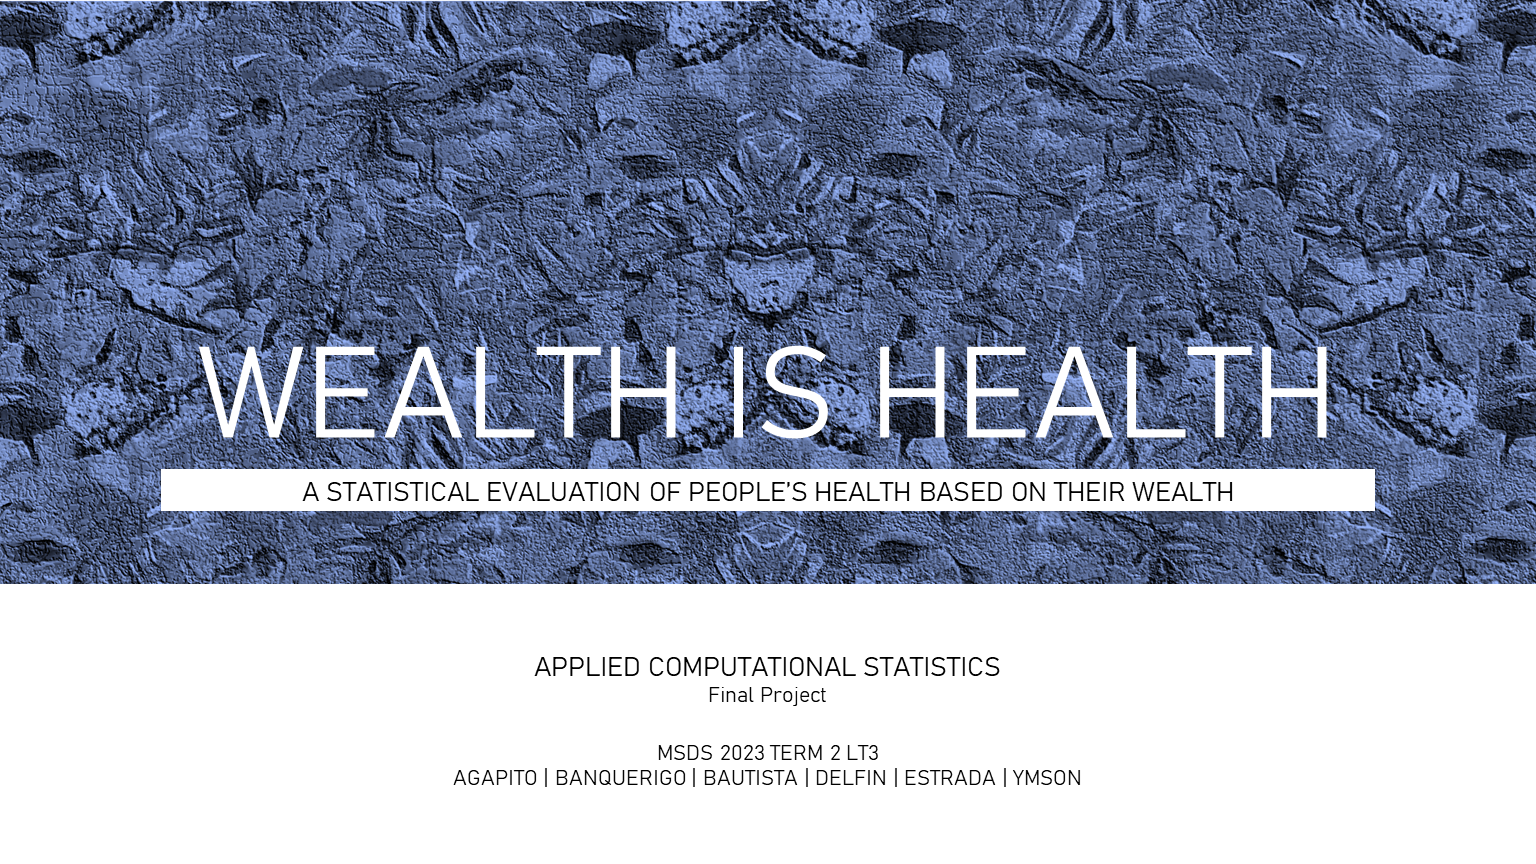 WEALTH IS HEALTH
A STATISTICAL EVALUATION OF PEOPLE’S HEALTH BASED ON THEIR WEALTH
APPLIED COMPUTATIONAL STATISTICS
Final Project
MSDS 2023 TERM 2 LT3
AGAPITO | BANQUERIGO | BAUTISTA | DELFIN | ESTRADA | YMSON